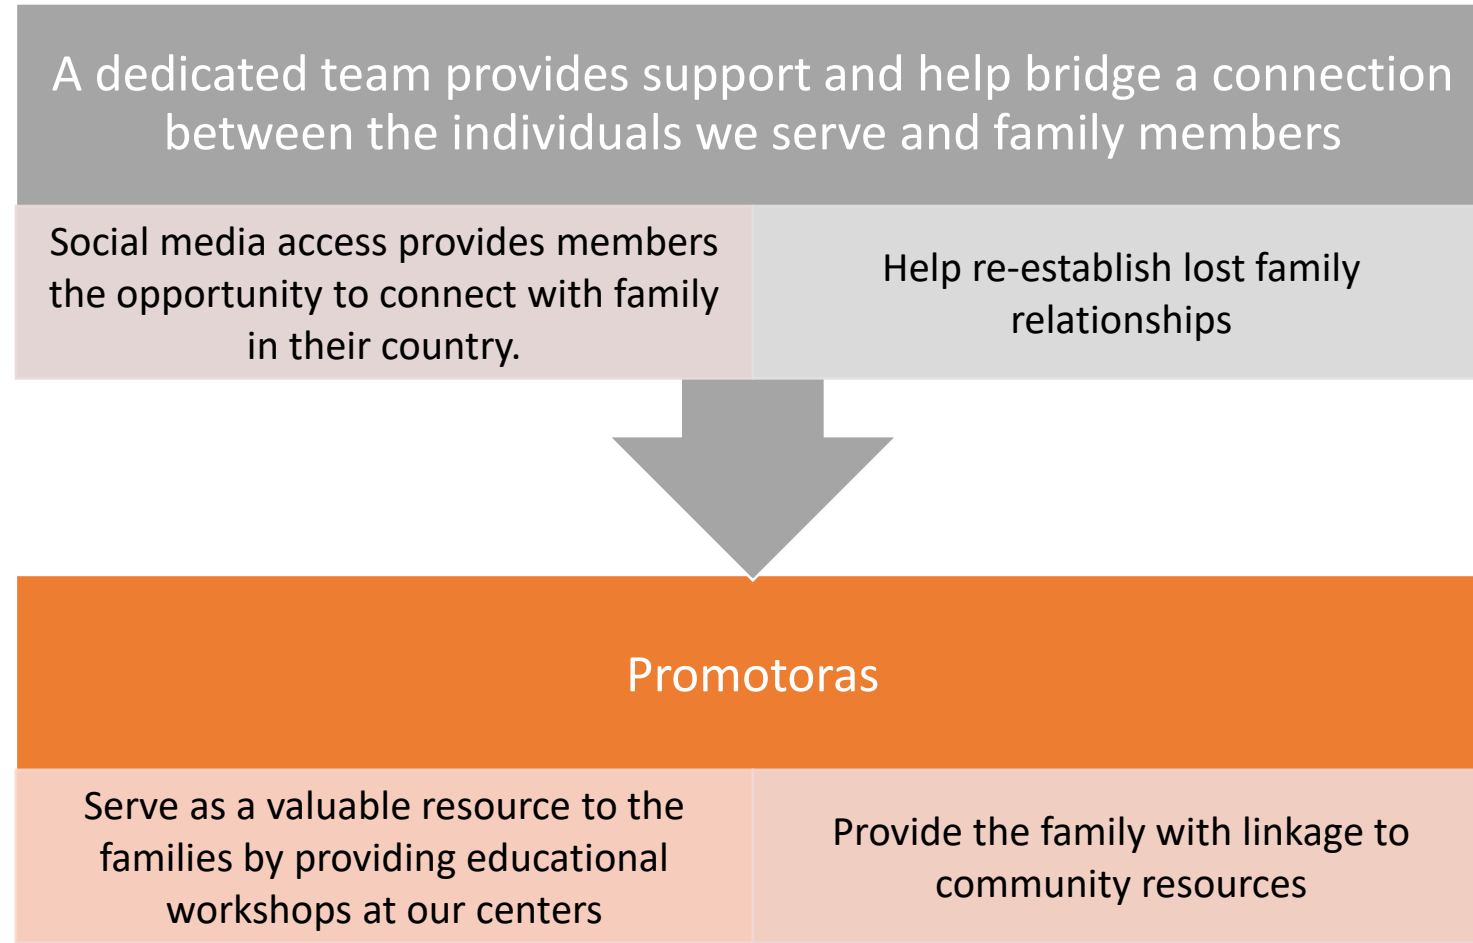 A dedicated team provides support and help bridge a connection
between the individuals we serve and family members
Social media access provides members
the opportunity to connect with family
in their country.
Help re-establish lost family
relationships
Promotoras
Serve as a valuable resource to the
families by providing educational
workshops at our centers
Provide the family with linkage to
community resources